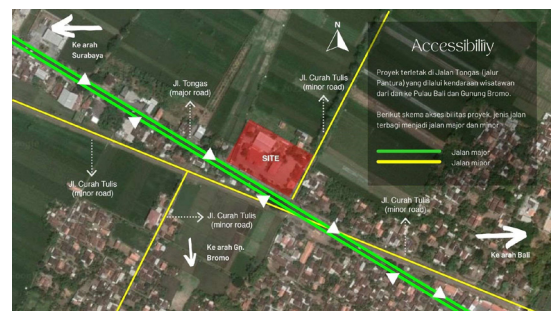 Accessibiliiy
Proyek terletak di Jalan Tongas (jalur
Pantura) yang dilalui kendaraan wisatawan
dari dan ke Pulau Bali dan Gunung Bromo.
Berikut skema akses biilitas proyek, jenis jalan
terbagi menjadi jalan major dan minor
Jalan major
Jalan minor
N
Ke arah
Surabaya
Jl. Tongas
(major road)
Jl. Curah Tulis
(minor road)
SITE
Jl. Curah Tulis
(minor road)
Jl. Curah Tulis
(minor road)
Jl. Curah Tulis
(minor road)
Ke arah Gn.
Bromo
Ke arah Bali